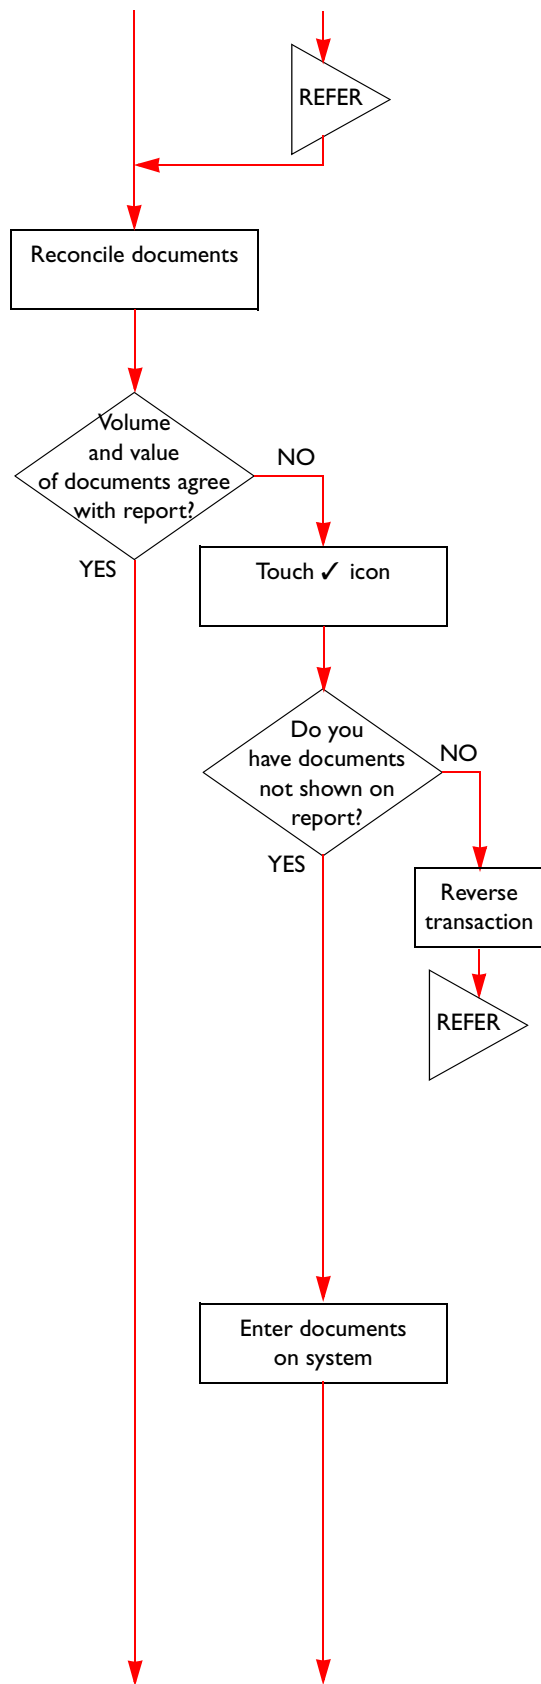 REFER
Reconcile documents
Volume
and value
of documents agree
with report?
NO
YES
Touch ✓ icon
Do you
have documents
not shown on
report?
NO
YES
Reverse
transaction
REFER
Enter documents
on system